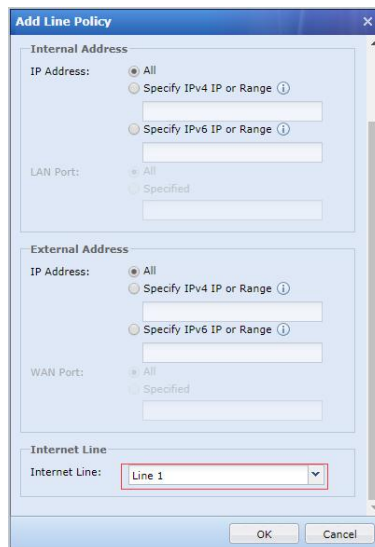 Add Line Policy
Internal Address
IP Address:
All
Specify IPv4 IP or Range
Specify IPv6 IP or Range
LAN Port:
All
Specified
External Address
IP Address:
All
Specify IPv4 IP or Range
Specify IPv6 IP or Range
WAN Port:
All
Specified
Internet Line
Internet Line:
Line 1
OK
Cancel